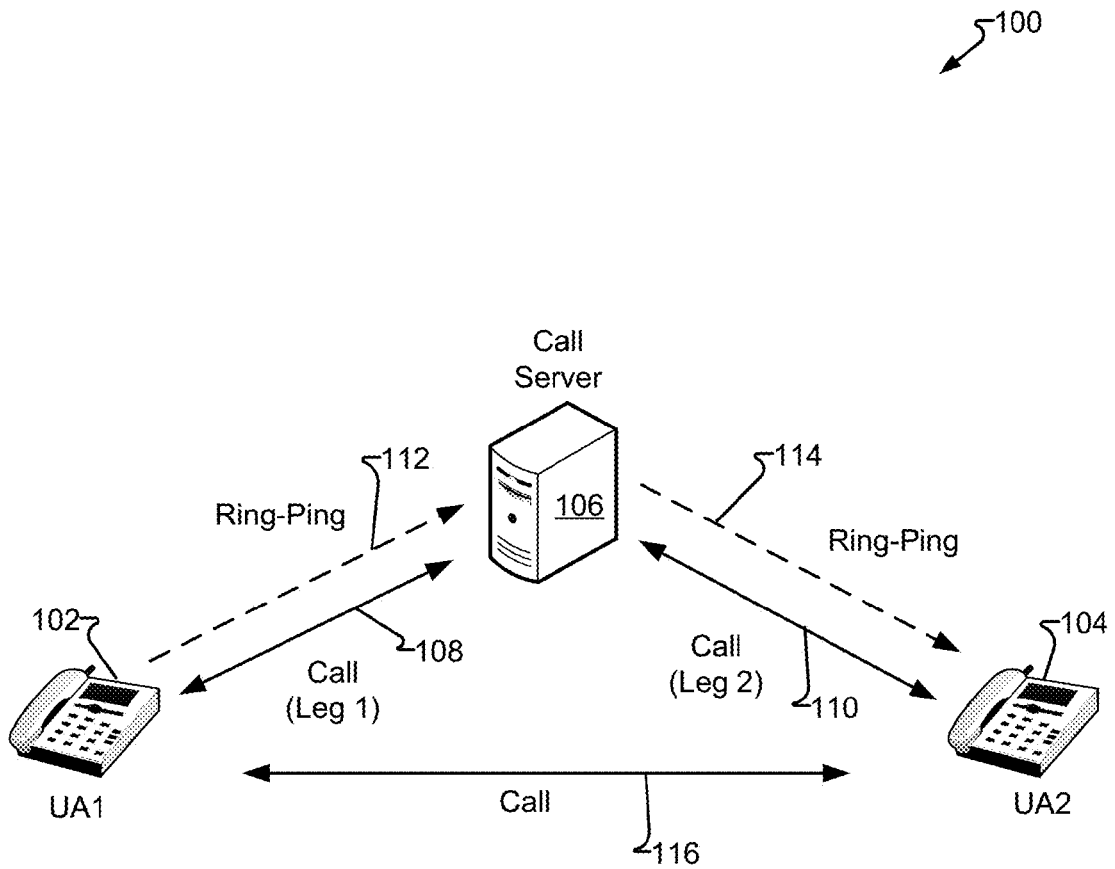 100
Call
Server
112
114
Ring-Ping
106
Ring-Ping
102
104
108
Call
(Leg 1)
Call
(Leg 2)
110
UA1
Call
UA2
116